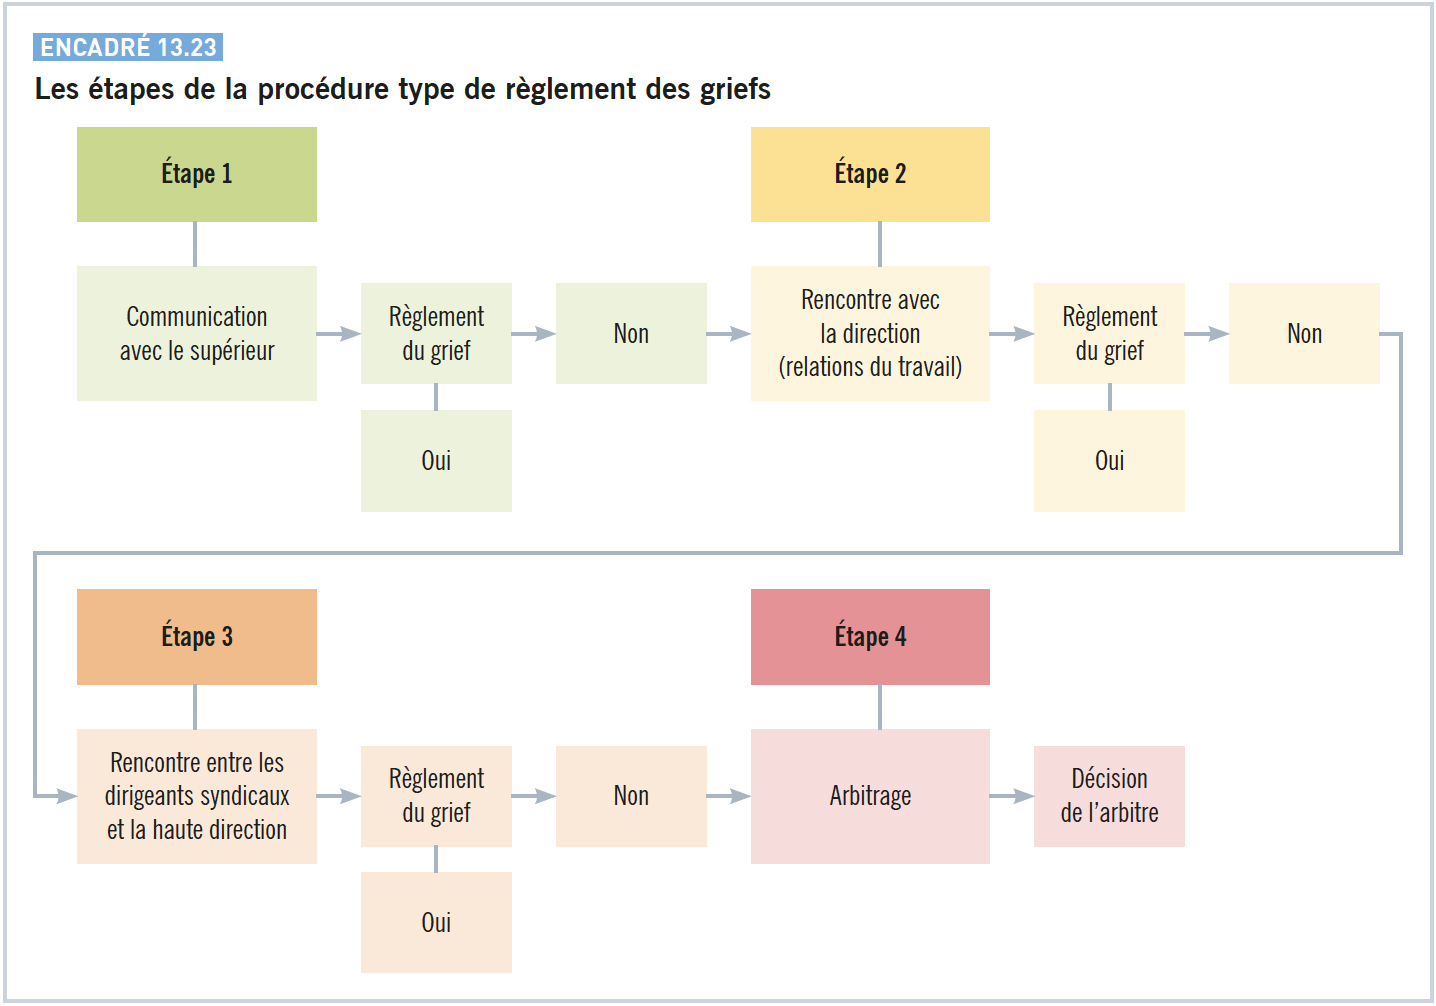 ENCADRÉ 13.23
Les étapes de la procédure type de règlement des griefs
Étape 1
Communication
avec le supérieur
Règlement
du grief
Oui
Non
Étape 2
Rencontre avec
la direction
(relations du travail)
Règlement
du grief
Oui
Non
Étape 3
Rencontre entre les
dirigeants syndicaux
et la haute direction
Règlement
du grief
Oui
Non
Étape 4
Arbitrage
Décision
de l’arbitre